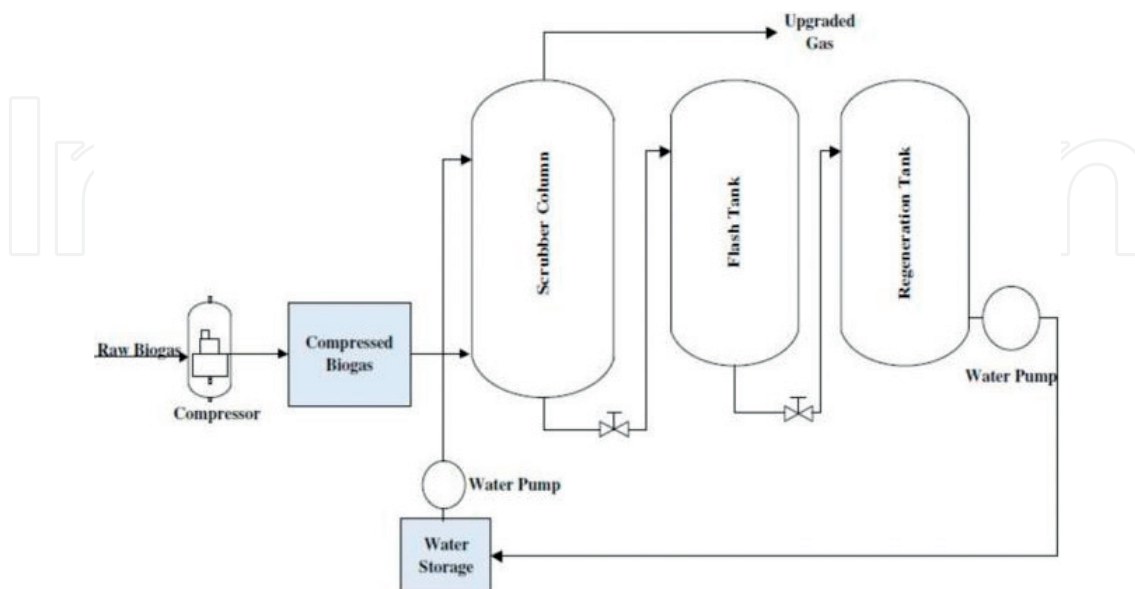 Upgraded
Gas
Scrubber Column
Flash Tank
Regeneration Tank
Raw Biogas
Compressor
Compressed
Biogas
Water Pump
Water Pump
Water
Storage